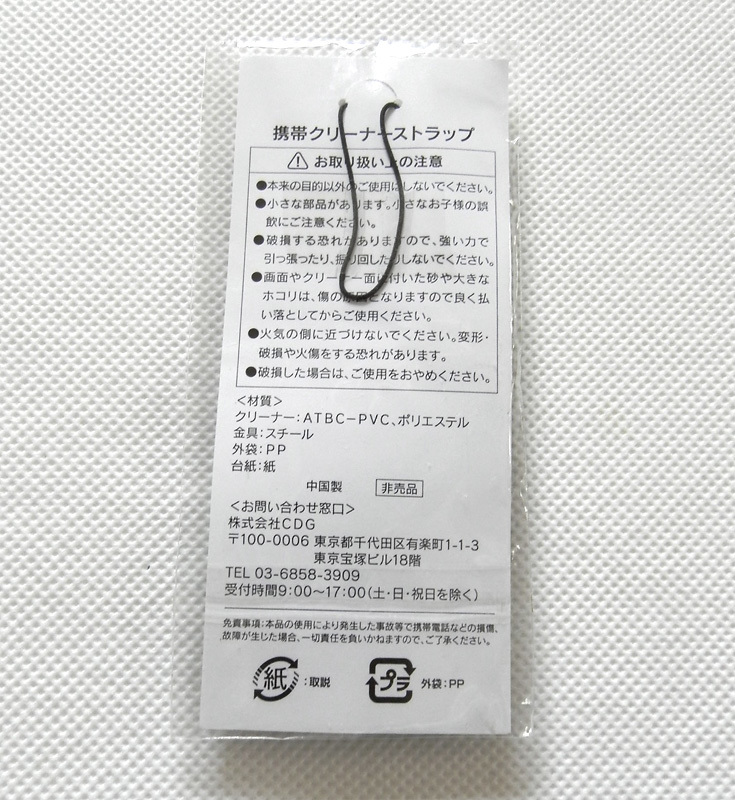 携帯クリーナーストラップ
お取り扱い上の注意
●本来の目的以外のご使用はしないでください。
●小さな部品があります。小さなお子様の誤
飲にご注意ください。
●破損する恐れがありますので、強い力で
引っ張ったり、振り回したりしないでください。
●画面やクリーナー面に付いた砂や大きな
ホコリは、傷の原因となりますので良く払
い落としてからご使用ください。
●火気の側に近づけないでください。変形・
破損や火傷をする恐れがあります。
●破損した場合は、ご使用をおやめください。
＜材質＞
クリーナー：ATBC−PVC、ポリエステル
金具：スチール
外袋：PP
台紙：紙
中国製 非売品
＜お問い合わせ窓口＞
株式会社CDG
〒100-0006 東京都千代田区有楽町1-1-3
東京宝塚ビル18階
TEL 03-6858-3909
受付時間9:00〜17:00(土・日・祝日を除く)
免責事項：本品の使用により発生した事故等で携帯電話などの損傷、
故障が生じた場合、一切責任を負いかねますので、ご了承ください。
紙：取説 プラ 外袋：PP